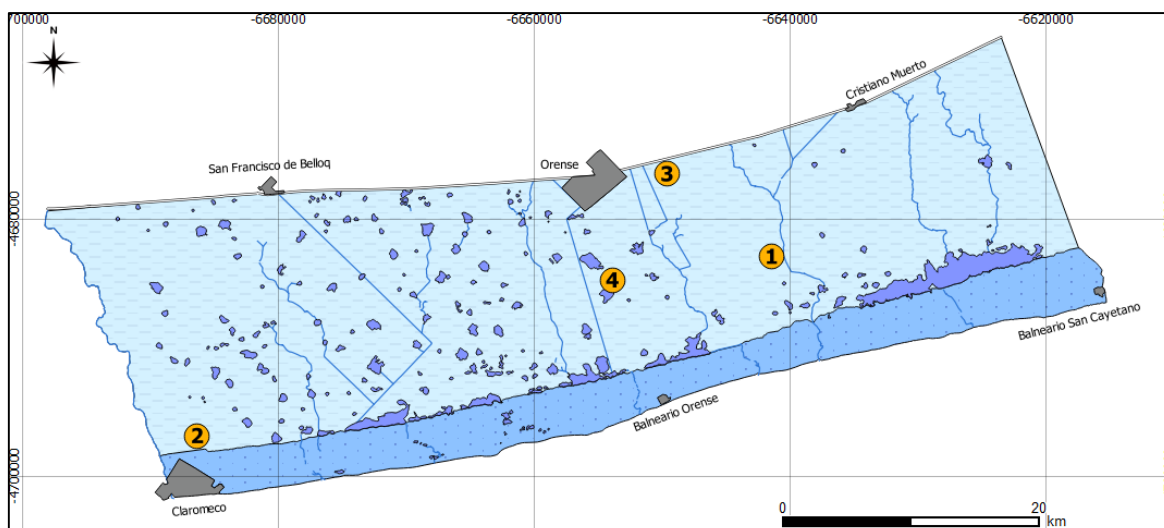 -6700000 -6680000 -6660000 -6640000 -6620000
N
Cristiano Muerto
San Francisco de Belloq
Orense
3
-4680000
1
4
Balneario San Cayetano
Balneario Orense
2
-4700000
Claromeco
0 20
km